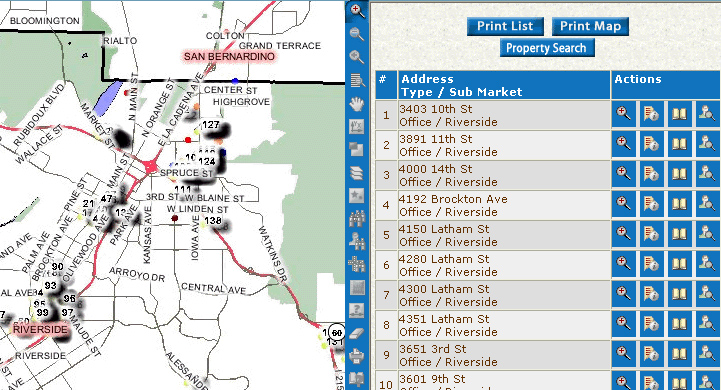 BLOOMINGTON
RIALTO
COLTON
GRAND TERRACE
SAN BERNARDINO
RUBIDOUX BLVD
N MAIN ST
N ORANGE ST
E LA CADENA AVE
CENTER ST
HIGHGROVE
MARKET ST
WALLACE ST
127
124
MAIN ST
SPRUCE ST
PINE ST
111
47
3RD ST
W BLAINE ST
W LINDEN ST
138
PARK AVE
KANSAS AVE
IOWA AVE
WATKINS DR
PALM AVE
BROCKTON AVE
OLIVEWOOD AVE
90
ARROYO DR
CENTRAL AVE
93
96
95
99
97
RIVERSIDE
MAUDE ST
RIVERSIDE
ALESSANDRO
60
I 215
Print List
Print Map
Property Search
# Address Actions
Type / Sub Market
1 3403 10th St
Office / Riverside
2 3891 11th St
Office / Riverside
3 4000 14th St
Office / Riverside
4 4192 Brockton Ave
Office / Riverside
5 4150 Latham St
Office / Riverside
6 4280 Latham St
Office / Riverside
7 4300 Latham St
Office / Riverside
8 4351 Latham St
Office / Riverside
9 3651 3rd St
Office / Riverside
10 3601 9th St
Office / Riverside